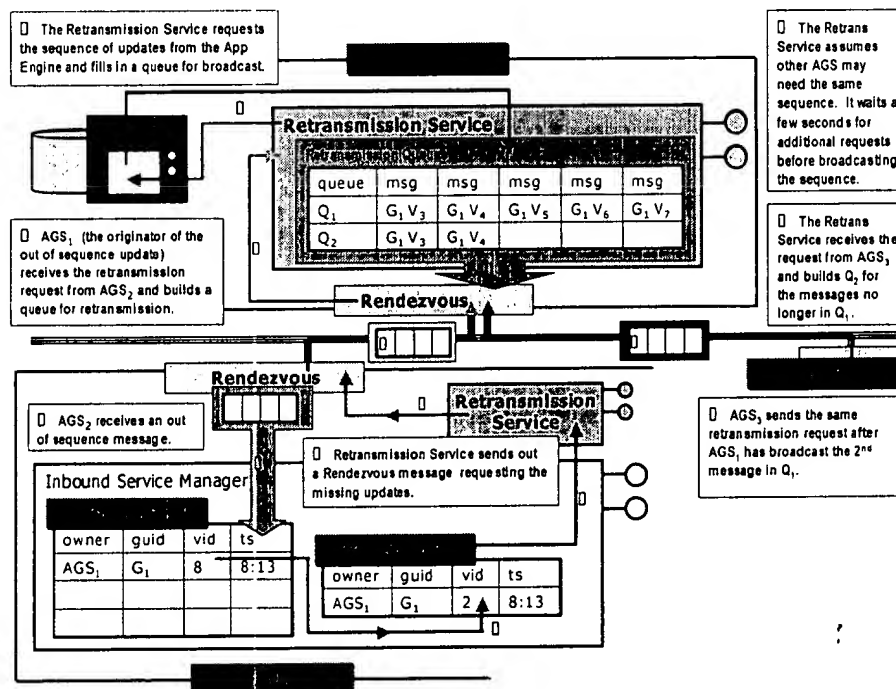 The Retransmission Service requests
the sequence of updates from the App
Engine and fills in a queue for broadcast.
The Retrans
Service assumes
other AGS may
need the same
sequence. It waits a
few seconds for
additional requests
before broadcasting
the sequence.
Retransmission Service
queue msg msg msg msg msg
Q1 G1 V3 G1 V4 G1 V5 G1 V6 G1 V7
Q2 G1 V3 G1 V4
AGS1 (the originator of the
out of sequence update)
receives the retransmission
request from AGS2 and builds a
queue for retransmission.
The Retrans
Service receives the
request from AGS3
and builds Q2 for
the messages no
longer in Q1.
Rendezvous
Rendezvous
AGS2 receives an out
of sequence message.
Retransmission
Service
AGS3 sends the same
retransmission request after
AGS1 has broadcast the 2nd
message in Q1.
Retransmission Service sends out
a Rendezvous message requesting the
missing updates.
Inbound Service Manager
owner guid vid ts
AGS1 G1 8 8:13
owner guid vid ts
AGS1 G1 2 8:13